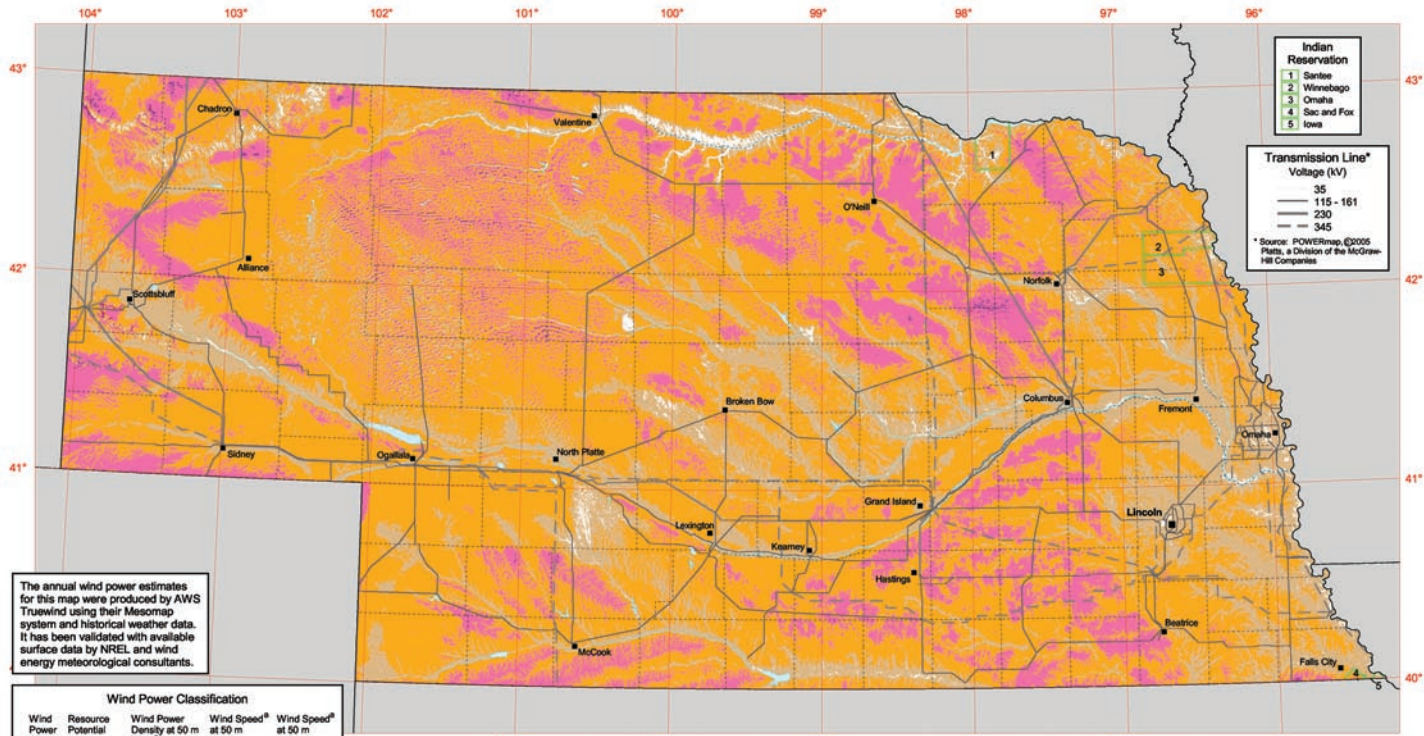 104°
103°
102°
101°
100°
99°
98°
97°
96°
43°
43°
Indian
Reservation
1 Santee
2 Winnebago
3 Omaha
4 Sac and Fox
5 Iowa
Chadron
Valentine
1
Transmission Line*
Voltage (kV)
35
115 - 161
230
345
* Source: POWERmap, ©2005
Platts, a Division of the McGraw-
Hill Companies
O'Neill
2
42°
Alliance
3
42°
Norfolk
Scottsbluff
Broken Bow
Columbus
Fremont
Omaha
41°
Sidney
Ogallala
North Platte
41°
Grand Island
Lincoln
Lexington
Kearney
Hastings
The annual wind power estimates
for this map were produced by AWS
Truewind using their Mesomap
system and historical weather data.
It has been validated with available
surface data by NREL and wind
energy meteorological consultants.
Beatrice
McCook
Falls City
4
40°
5
Wind Power Classification
Wind Resource Wind Power Wind Speed a Wind Speed a
Power Potential Density at 50 m at 50 m at 50 m